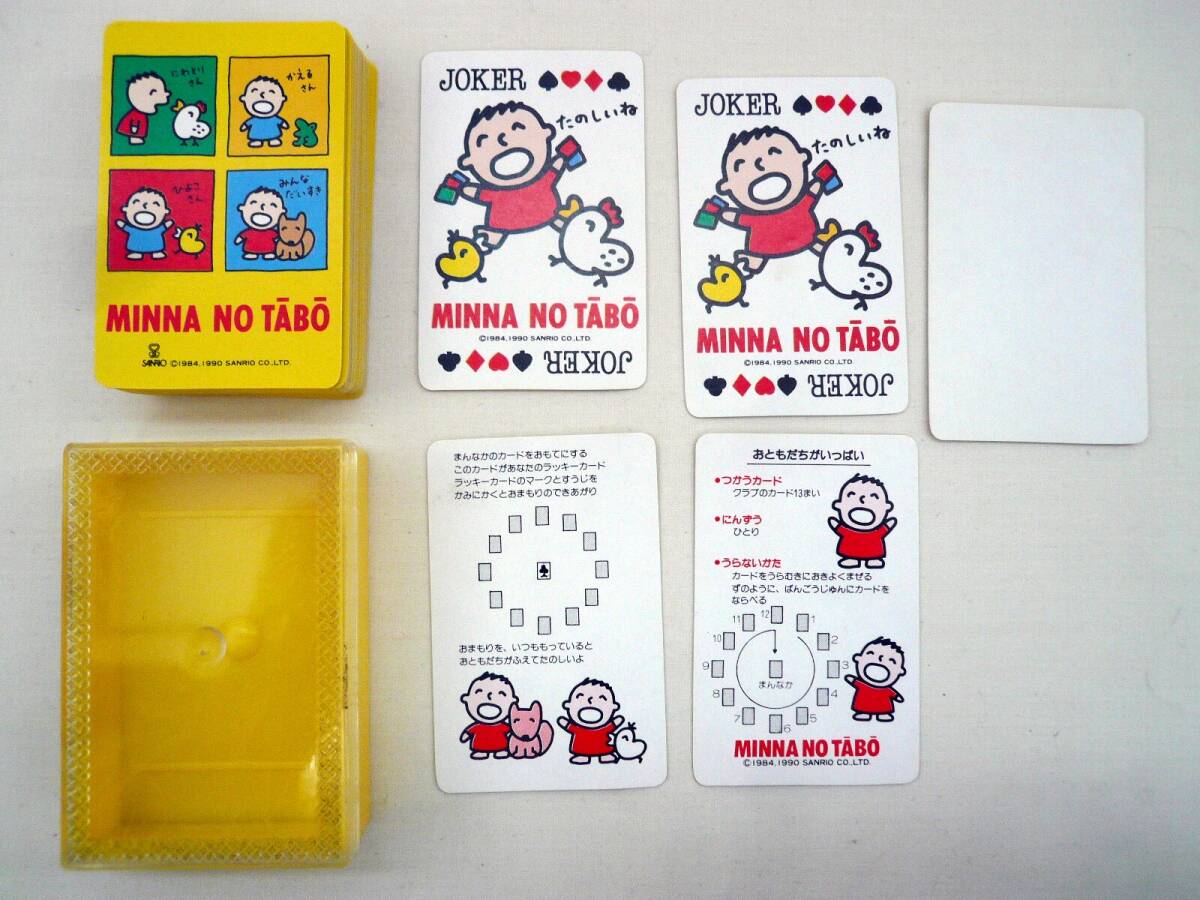 にわとり
さん
かえる
さん
ひよこ
さん
みんな
だいすき
MINNA NO TĀBŌ
SANRIO ©1984,1990 SANRIO CO.,LTD.
JOKER
たのしいね
MINNA NO TĀBŌ
©1984,1990 SANRIO CO.,LTD.
JOKER
JOKER
たのしいね
MINNA NO TĀBŌ
©1984,1990 SANRIO CO.,LTD.
JOKER
まんなかのカードをおもてにする
このカードがあなたのラッキーカード
ラッキーカードのマークとすうじを
かみにかくとおまもりのできあがり
おまもりを、いつももっていると
おともだちがふえてたのしいよ
おともだちがいっぱい
•つかうカード
クラブのカード13まい
•にんずう
ひとり
•うらないかた
カードをうらむきにおきよくまぜる
ずのように、ばんごうじゅんにカードを
ならべる
12
11 1
10 2
9 3
まんなか
8 4
7 5
6
MINNA NO TĀBŌ
©1984,1990 SANRIO CO.,LTD.